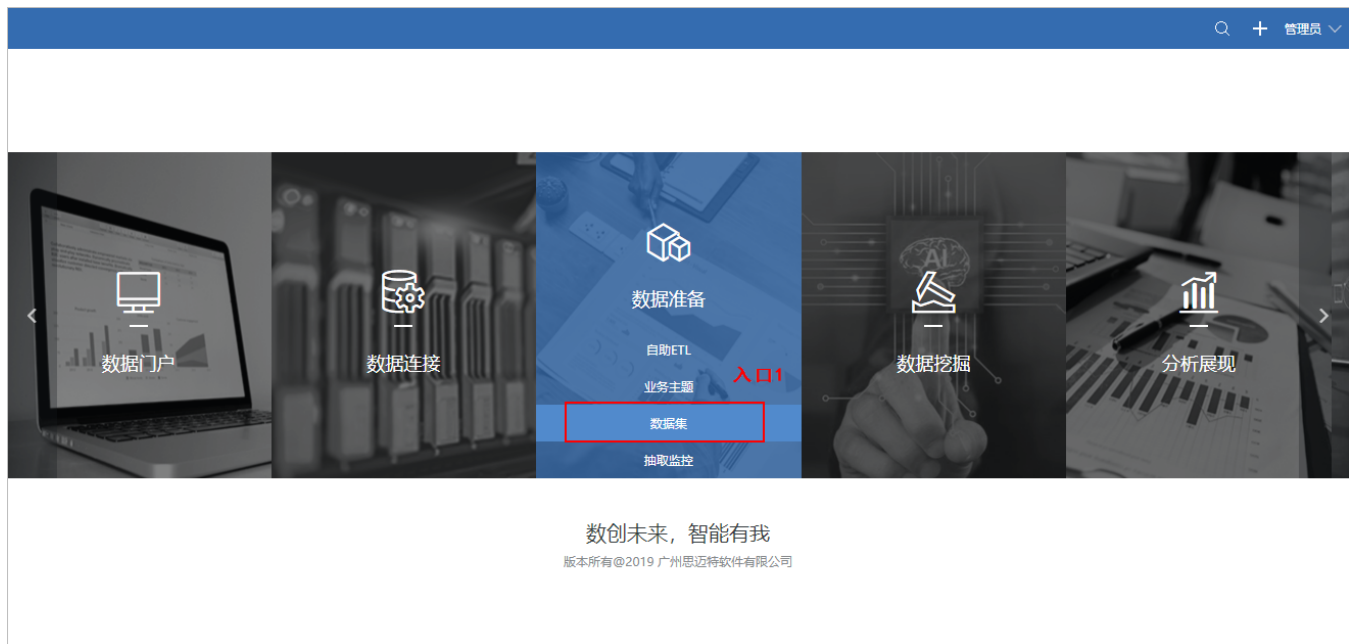 管理员
数据门户
数据连接
数据准备
自助ETL
业务主题
入口1
数据集
抽取监控
AI
数据挖掘
分析展现
数创未来，智能有我
版本所有@2019 广州思迈特软件有限公司